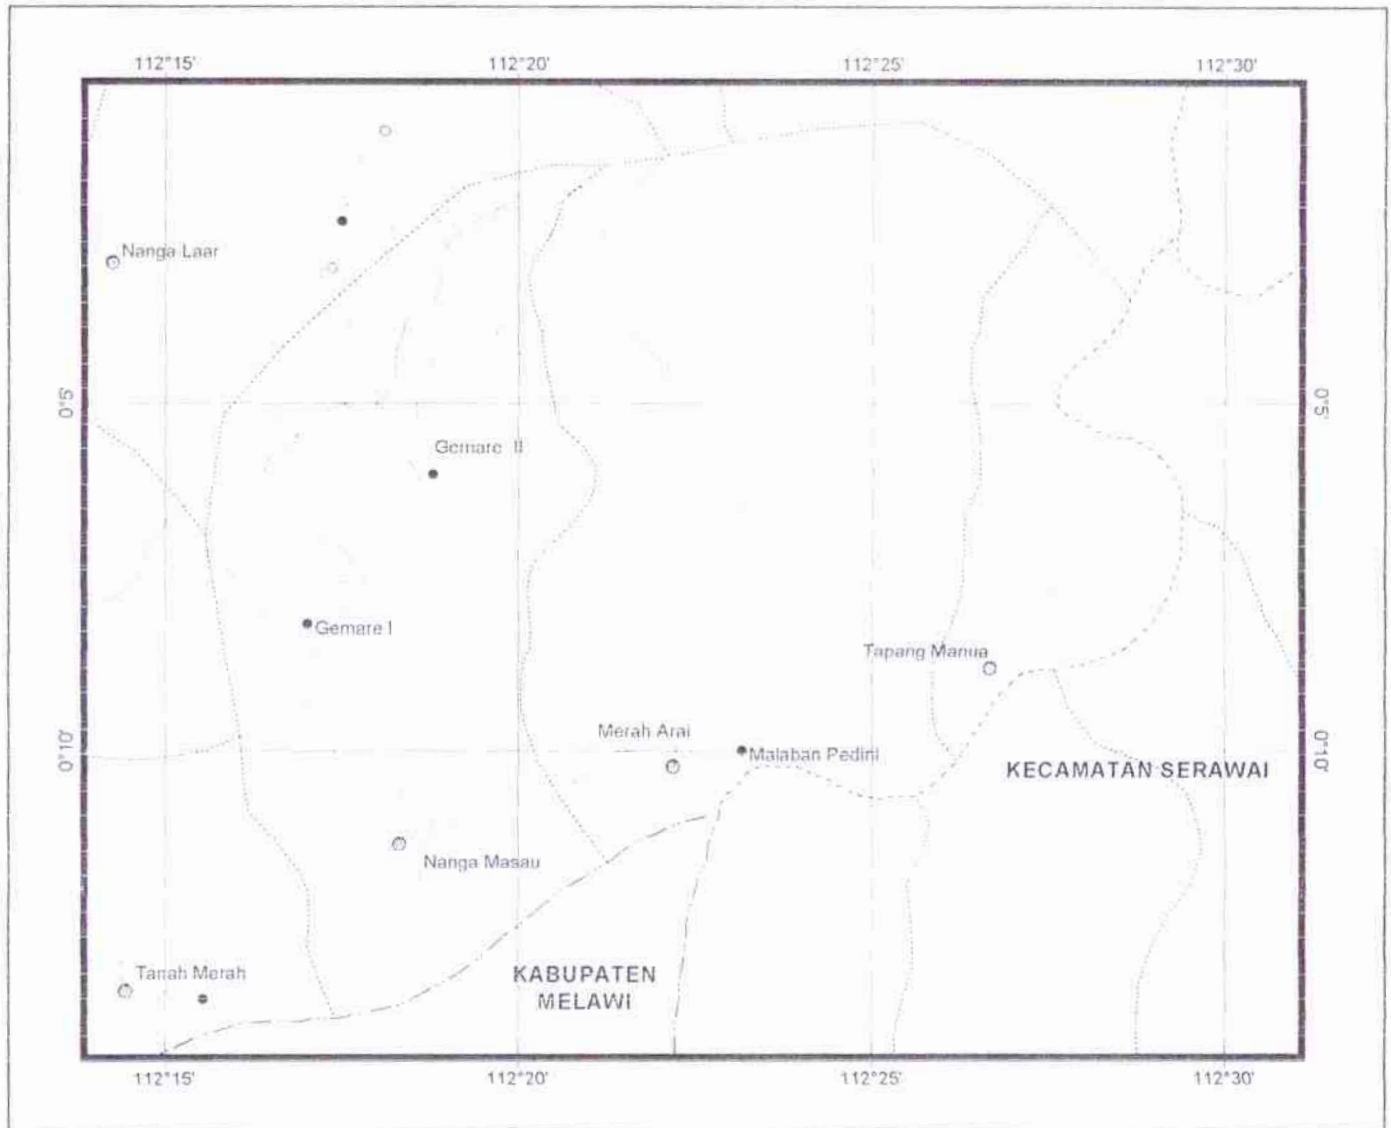 112°15' 112°20' 112°25' 112°30'
Nanga Laar
0°5' 0°5'
Gemare II
Gemare I
Tapang Manua
Merah Arai
0°10' 0°10'
Malaban Pedini
KECAMATAN SERAWAI
Nanga Masau
Tanah Merah
KABUPATEN
MELAWI
112°15' 112°20' 112°25' 112°30'